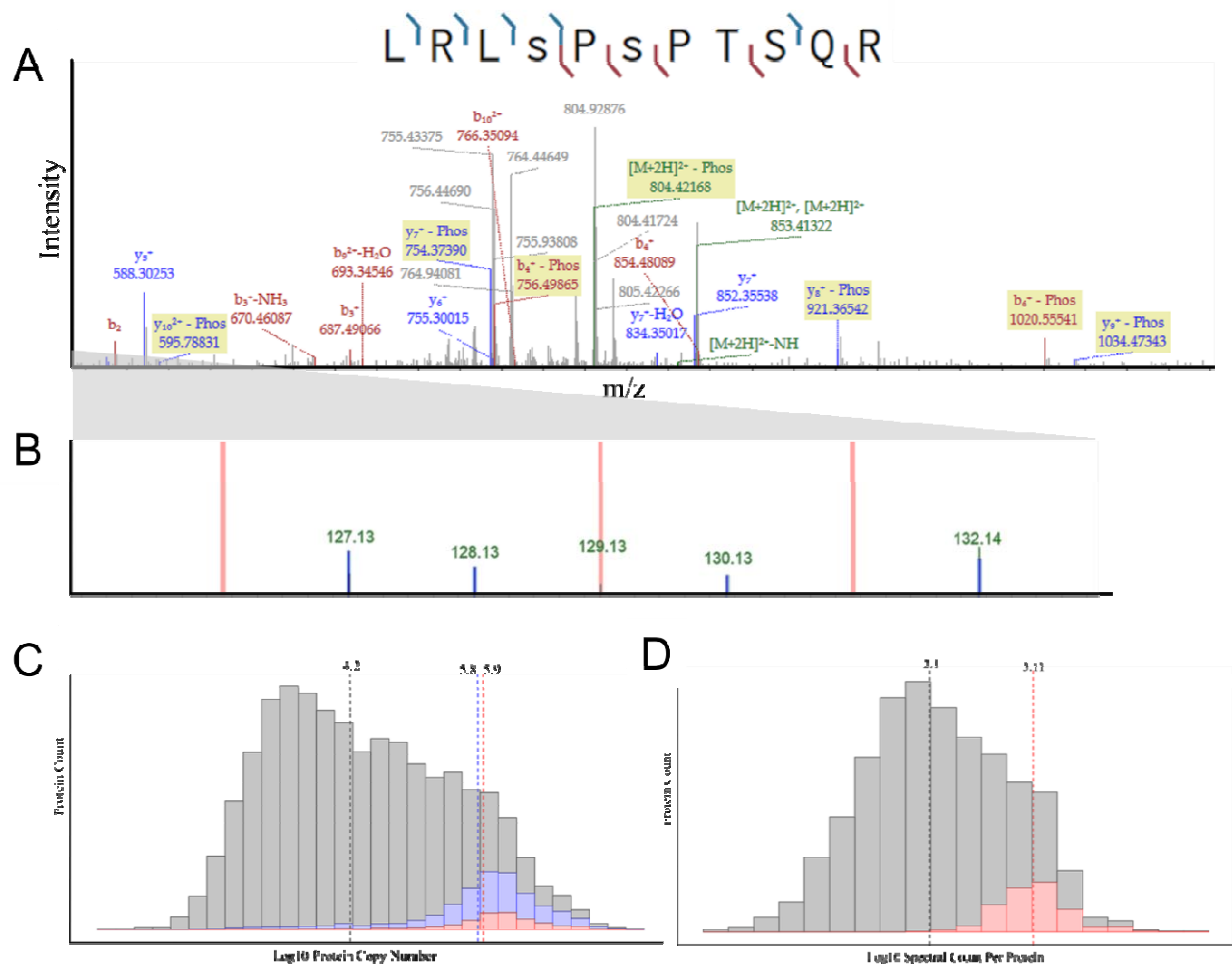 L R L s P s P T S Q R
A
Intensity
804.92876
b₁₀²⁺
766.35094
755.43375
764.44649
[M+2H]²⁺ - Phos
804.42168
756.44690
[M+2H]²⁺, [M+2H]²⁺
853.41322
y₇⁺ - Phos
754.37390
755.93808
804.41724
b₄⁺
854.48089
y₅⁺
588.30253
b₉²⁺-H₂O
693.34546
764.94081
b₄⁺ - Phos
756.49865
y₇⁺
852.35538
y₈⁺ - Phos
921.36542
b₃⁺-NH₃
670.46087
y₆⁺
755.30015
805.42266
y₇⁺-H₂O
834.35017
b₂
y₁₀²⁺ - Phos
595.78831
b₃⁺
687.49066
[M+2H]²⁺-NH
b₆⁺ - Phos
1020.55541
y₉⁺ - Phos
1034.47343
m/z
B
127.13
128.13
129.13
130.13
132.14
C
4.2
5.8
5.9
Protein Count
Log10 Protein Copy Number
D
2.1
3.11
Protein Count
Log10 Spectral Count Per Protein